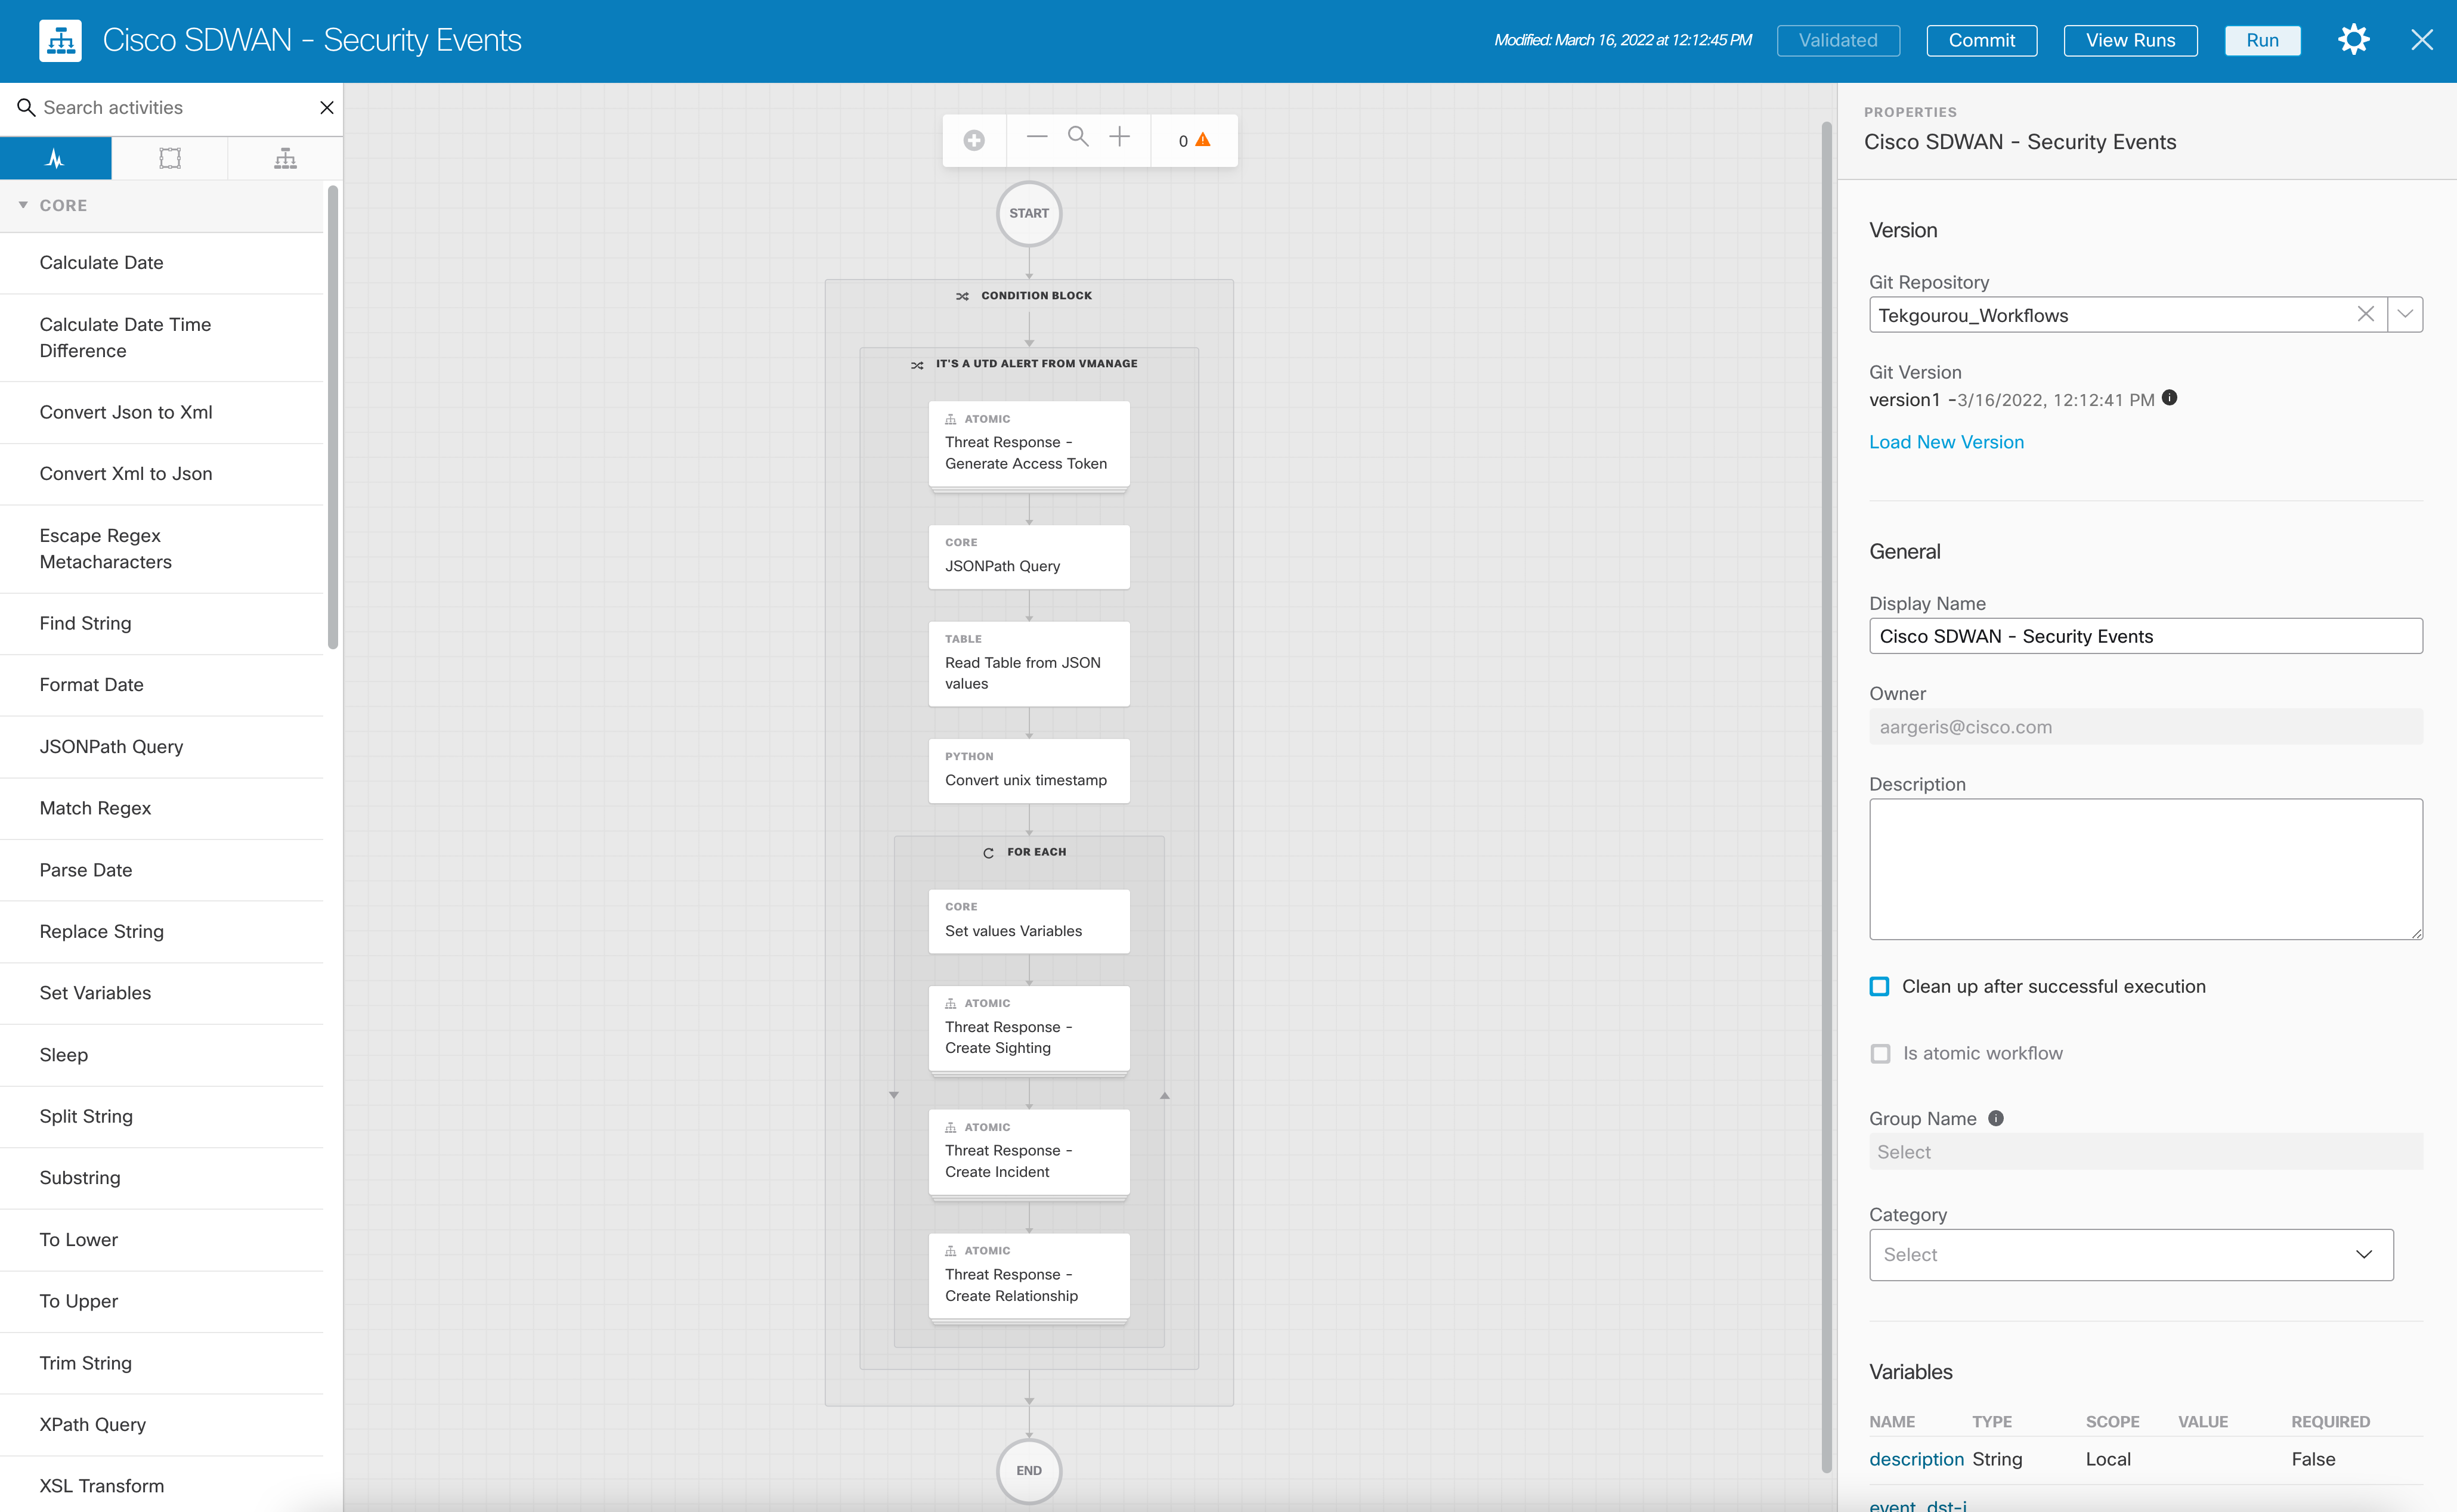 Cisco SDWAN - Security Events
Modified: March 16, 2022 at 12:12:45 PM
Validated
Commit
View Runs
Run
Search activities
CORE
Calculate Date
Calculate Date Time
Difference
Convert Json to Xml
Convert Xml to Json
Escape Regex
Metacharacters
Find String
Format Date
JSONPath Query
Match Regex
Parse Date
Replace String
Set Variables
Sleep
Split String
Substring
To Lower
To Upper
Trim String
XPath Query
XSL Transform
0
START
CONDITION BLOCK
IT'S A UTD ALERT FROM VMANAGE
ATOMIC
Threat Response -
Generate Access Token
CORE
JSONPath Query
TABLE
Read Table from JSON
values
PYTHON
Convert unix timestamp
FOR EACH
CORE
Set values Variables
ATOMIC
Threat Response -
Create Sighting
ATOMIC
Threat Response -
Create Incident
ATOMIC
Threat Response -
Create Relationship
END
PROPERTIES
Cisco SDWAN - Security Events
Version
Git Repository
Tekgourou_Workflows
Git Version
version1 -3/16/2022, 12:12:41 PM
Load New Version
General
Display Name
Cisco SDWAN - Security Events
Owner
aargeris@cisco.com
Description
Clean up after successful execution
Is atomic workflow
Group Name
Select
Category
Select
Variables
NAME TYPE SCOPE VALUE REQUIRED
description String Local False
event_dst-i